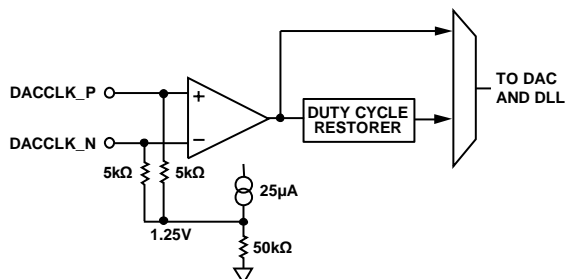 DACCLK_P
+
DUTY CYCLE
RESTORER
TO DAC
AND DLL
DACCLK_N
−
5kΩ
5kΩ
25µA
1.25V
50kΩ